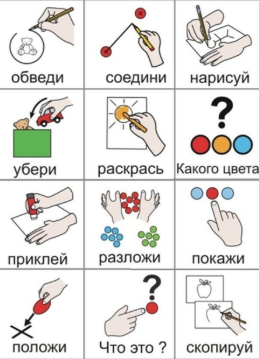 обведи
соедини
нарисуй
?
убери
раскрась
Какого цвета
приклей
разложи
покажи
?
положи
Что это ?
скопируй